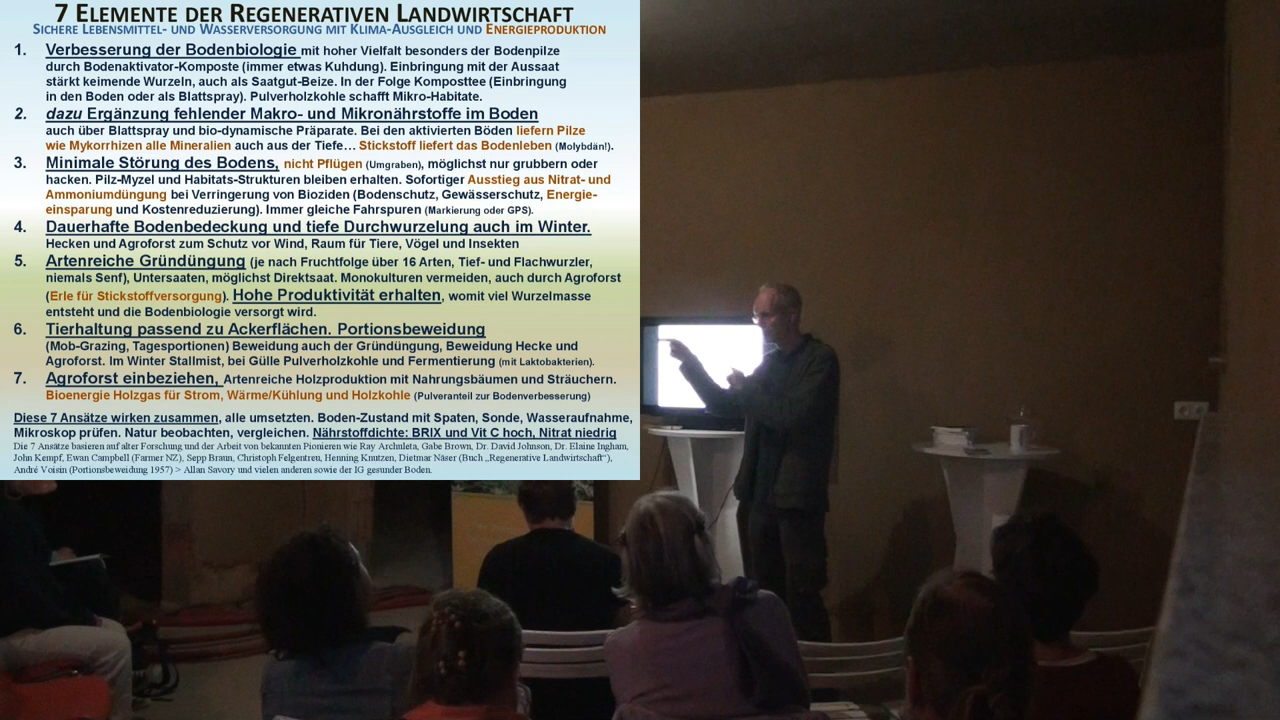 7 Elemente der Regenerativen Landwirtschaft
Sichere Lebensmittel- und Wasserversorgung mit Klima-Ausgleich und Energieproduktion
1. Verbesserung der Bodenbiologie mit hoher Vielfalt besonders der Bodenpilze
durch Bodenaktivator-Komposte (immer etwas Kuhdung). Einbringung mit der Aussaat
stärkt keimende Wurzeln, auch als Saatgut-Beize. In der Folge Komposttee (Einbringung
in den Boden oder als Blattspray). Pulverholzkohle schafft Mikro-Habitate.
2. dazu Ergänzung fehlender Makro- und Mikronährstoffe im Boden
auch über Blattspray und bio-dynamische Präparate. Bei den aktivierten Böden liefern Pilze
wie Mykorrhizen alle Mineralien auch aus der Tiefe... Stickstoff liefert das Bodenleben (Molybdän!).
3. Minimale Störung des Bodens, nicht Pflügen (Umgraben), möglichst nur grubbern oder
hacken. Pilz-Myzel und Habitats-Strukturen bleiben erhalten. Sofortiger Ausstieg aus Nitrat- und
Ammoniumdüngung bei Verringerung von Bioziden (Bodenschutz, Gewässerschutz, Energie-
einsparung und Kostenreduzierung). Immer gleiche Fahrspuren (Markierung oder GPS).
4. Dauerhafte Bodenbedeckung und tiefe Durchwurzelung auch im Winter.
Hecken und Agroforst zum Schutz vor Wind, Raum für Tiere, Vögel und Insekten
5. Artenreiche Gründüngung (je nach Fruchtfolge über 16 Arten, Tief- und Flachwurzler,
niemals Senf), Untersaaten, möglichst Direktsaat. Monokulturen vermeiden, auch durch Agroforst
(Erle für Stickstoffversorgung). Hohe Produktivität erhalten, womit viel Wurzelmasse
entsteht und die Bodenbiologie versorgt wird.
6. Tierhaltung passend zu Ackerflächen. Portionsbeweidung
(Mob-Grazing, Tagesportionen) Beweidung auch der Gründüngung, Beweidung Hecke und
Agroforst. Im Winter Stallmist, bei Gülle Pulverholzkohle und Fermentierung (mit Laktobakterien).
7. Agroforst einbeziehen, Artenreiche Holzproduktion mit Nahrungsbäumen und Sträuchern.
Bioenergie Holzgas für Strom, Wärme/Kühlung und Holzkohle (Pulveranteil zur Bodenverbesserung)
Diese 7 Ansätze wirken zusammen, alle umsetzten. Boden-Zustand mit Spaten, Sonde, Wasseraufnahme,
Mikroskop prüfen. Natur beobachten, vergleichen. Nährstoffdichte: BRIX und Vit C hoch, Nitrat niedrig
Die 7 Ansätze basieren auf alter Forschung und der Arbeit von bekannten Pionieren wie Ray Archuleta, Gabe Brown, Dr. David Johnson, Dr. Elaine Ingham,
John Kempf, Ewan Campbell (Farmer NZ), Sepp Braun, Christoph Felgentreu, Henning Knutzen, Dietmar Näser (Buch „Regenerative Landwirtschaft"),
André Voisin (Portionsbeweidung 1957) > Allan Savory und vielen anderen sowie der IG gesunder Boden.